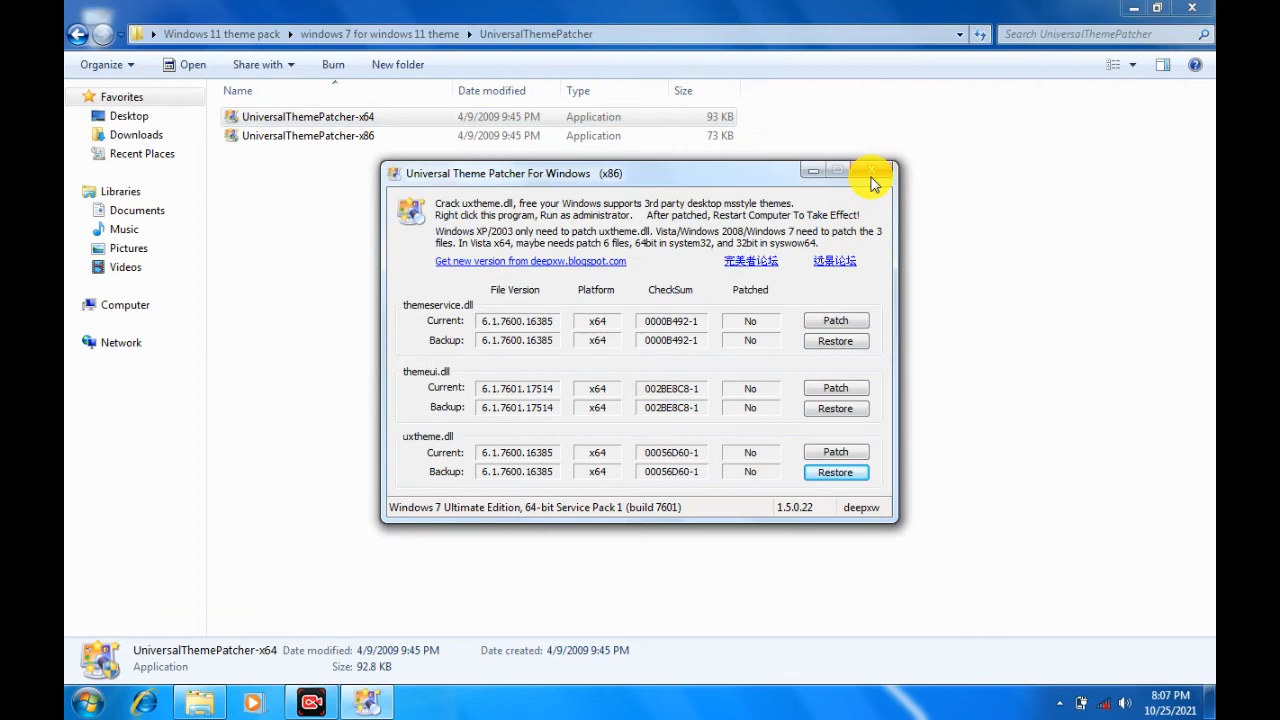 Windows 11 theme pack
windows 7 for windows 11 theme
UniversalThemePatcher
Search UniversalThemePatcher
Organize
Open
Share with
Burn
New folder
Favorites
Desktop
Downloads
Recent Places
Libraries
Documents
Music
Pictures
Videos
Computer
Network
Name Date modified Type Size
UniversalThemePatcher-x64 4/9/2009 9:45 PM Application 93 KB
UniversalThemePatcher-x86 4/9/2009 9:45 PM Application 73 KB
Universal Theme Patcher For Windows (x86)
Crack uxtheme.dll, free your Windows supports 3rd party desktop msstyle themes.
Right click this program, Run as administrator. After patched, Restart Computer To Take Effect!
Windows XP/2003 only need to patch uxtheme.dll. Vista/Windows 2008/Windows 7 need to patch the 3
files. In Vista x64, maybe needs patch 6 files, 64bit in system32, and 32bit in syswow64.
Get new version from deepxw.blogspot.com 完美者论坛 远景论坛
File Version Platform CheckSum Patched
themeservice.dll
Current: 6.1.7600.16385 x64 0000B492-1 No Patch
Backup: 6.1.7600.16385 x64 0000B492-1 No Restore
themeui.dll
Current: 6.1.7601.17514 x64 002BE8C8-1 No Patch
Backup: 6.1.7601.17514 x64 002BE8C8-1 No Restore
uxtheme.dll
Current: 6.1.7600.16385 x64 00056D60-1 No Patch
Backup: 6.1.7600.16385 x64 00056D60-1 No Restore
Windows 7 Ultimate Edition, 64-bit Service Pack 1 (build 7601) 1.5.0.22 deepxw
UniversalThemePatcher-x64 Date modified: 4/9/2009 9:45 PM Date created: 4/9/2009 9:45 PM
Application Size: 92.8 KB
8:07 PM
10/25/2021